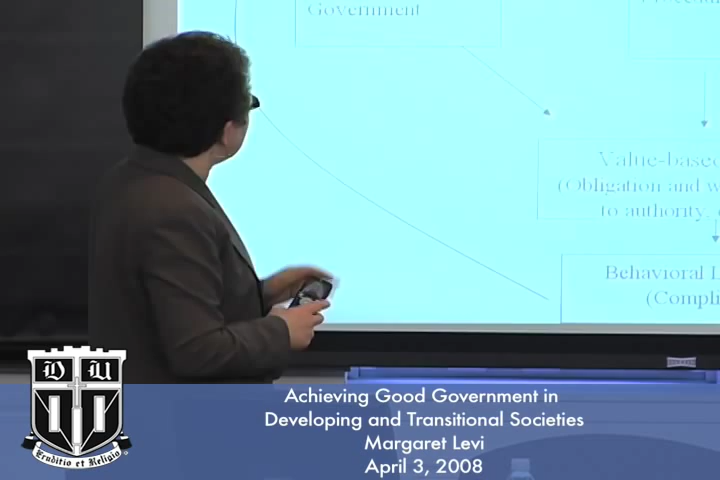 Government
Value-based
(Obligation and
to authority,
Behavioral
(Compli
D U
Eruditio et Religio
Achieving Good Government in
Developing and Transitional Societies
Margaret Levi
April 3, 2008